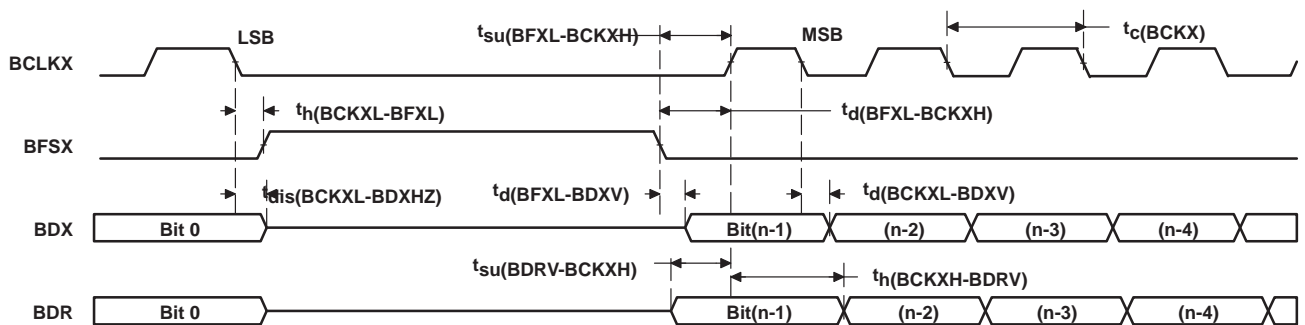 LSB
tsu(BFXL-BCKXH)
MSB
tc(BCKX)
BCLKX
th(BCKXL-BFXL)
td(BFXL-BCKXH)
BFSX
tdis(BCKXL-BDXHZ)
td(BFXL-BDXV)
td(BCKXL-BDXV)
BDX Bit 0 Bit(n-1) (n-2) (n-3) (n-4)
tsu(BDRV-BCKXH)
th(BCKXH-BDRV)
BDR Bit 0 Bit(n-1) (n-2) (n-3) (n-4)